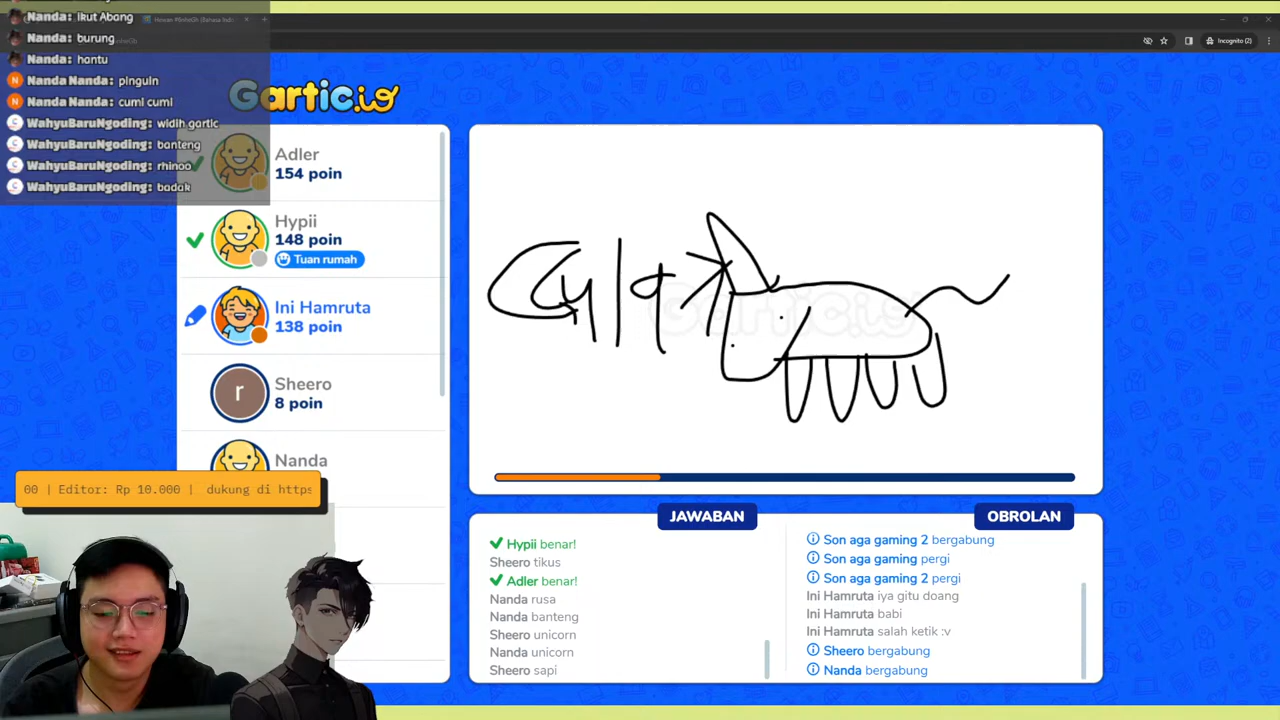 Nanda: ikut Abang
Nanda: burung
Nanda: hantu
Nanda Nanda: pinguin
Nanda Nanda: cumi cumi
WahyuBaruNgoding: widih gartic
WahyuBaruNgoding: banteng
WahyuBaruNgoding: rhinoo
WahyuBaruNgoding: badak
Incognito (2)
Gartic.io
Adler
154 poin
Hypii
148 poin
Tuan rumah
Ini Hamruta
138 poin
r
Sheero
8 poin
Nanda
00 | Editor: Rp 10.000 | dukung di https
Gartic.io
JAWABAN
Hypii benar!
Sheero tikus
Adler benar!
Nanda rusa
Nanda banteng
Sheero unicorn
Nanda unicorn
Sheero sapi
OBROLAN
Son aga gaming 2 bergabung
Son aga gaming pergi
Son aga gaming 2 pergi
Ini Hamruta iya gitu doang
Ini Hamruta babi
Ini Hamruta salah ketik :v
Sheero bergabung
Nanda bergabung